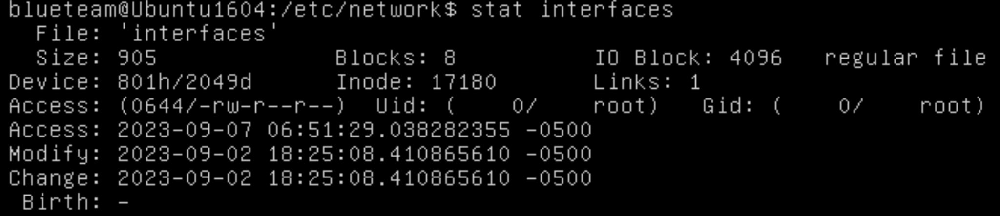 blueteam@Ubuntu1604:/etc/network$ stat interfaces
  File: 'interfaces'
  Size: 905             Blocks: 8          IO Block: 4096   regular file
Device: 801h/2049d      Inode: 17180       Links: 1
Access: (0644/-rw-r--r--)  Uid: (    0/    root)   Gid: (    0/    root)
Access: 2023-09-07 06:51:29.038282355 -0500
Modify: 2023-09-02 18:25:08.410865610 -0500
Change: 2023-09-02 18:25:08.410865610 -0500
 Birth: -